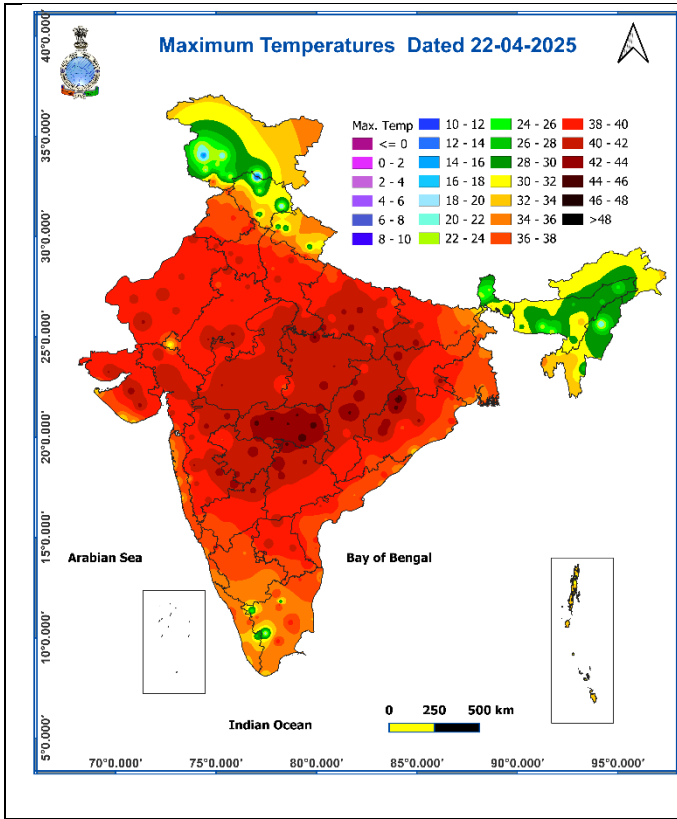 Maximum Temperatures Dated 22-04-2025
Max. Temp
<= 0
0 - 2
2 - 4
4 - 6
6 - 8
8 - 10
10 - 12
12 - 14
14 - 16
16 - 18
18 - 20
20 - 22
22 - 24
24 - 26
26 - 28
28 - 30
30 - 32
32 - 34
34 - 36
36 - 38
38 - 40
40 - 42
42 - 44
44 - 46
46 - 48
>48
40°0.000'
35°0.000'
30°0.000'
25°0.000'
20°0.000'
15°0.000'
10°0.000'
5°0.000'
Arabian Sea
Bay of Bengal
Indian Ocean
0 250 500 km
70°0.000' 75°0.000' 80°0.000' 85°0.000' 90°0.000' 95°0.000'